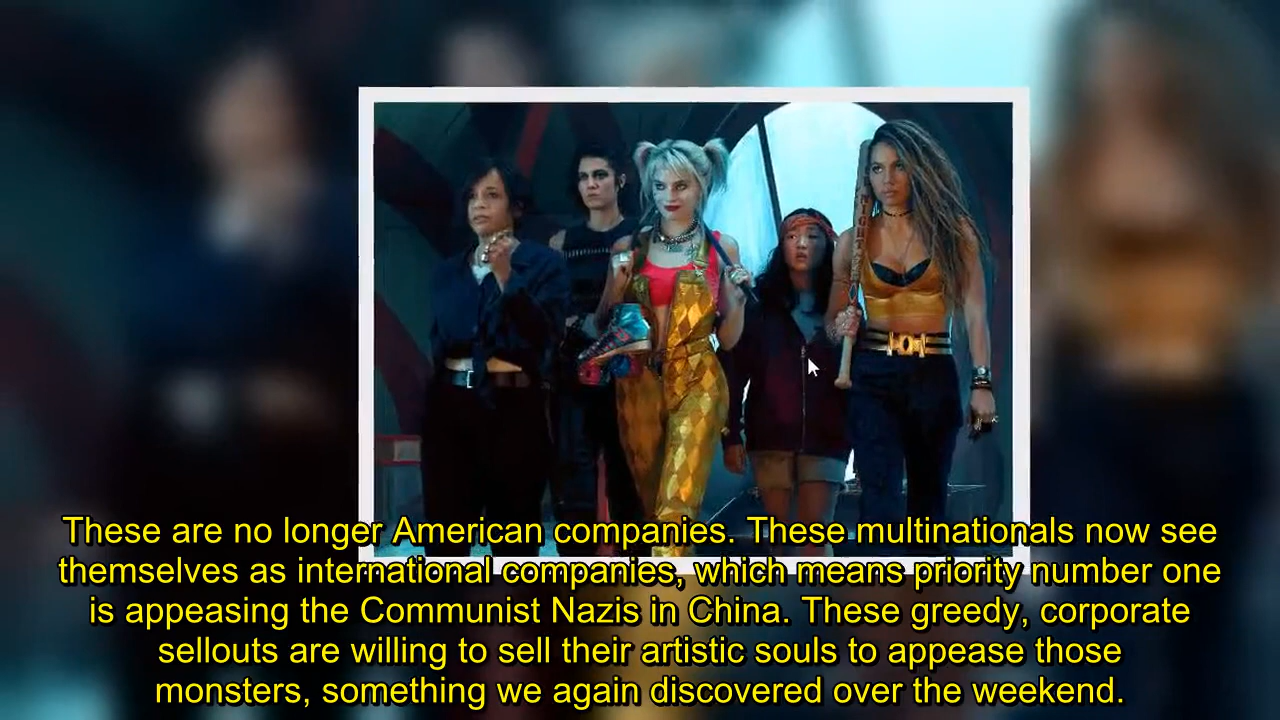 These are no longer American companies. These multinationals now see
themselves as international companies, which means priority number one
is appeasing the Communist Nazis in China. These greedy, corporate
sellouts are willing to sell their artistic souls to appease those
monsters, something we again discovered over the weekend.